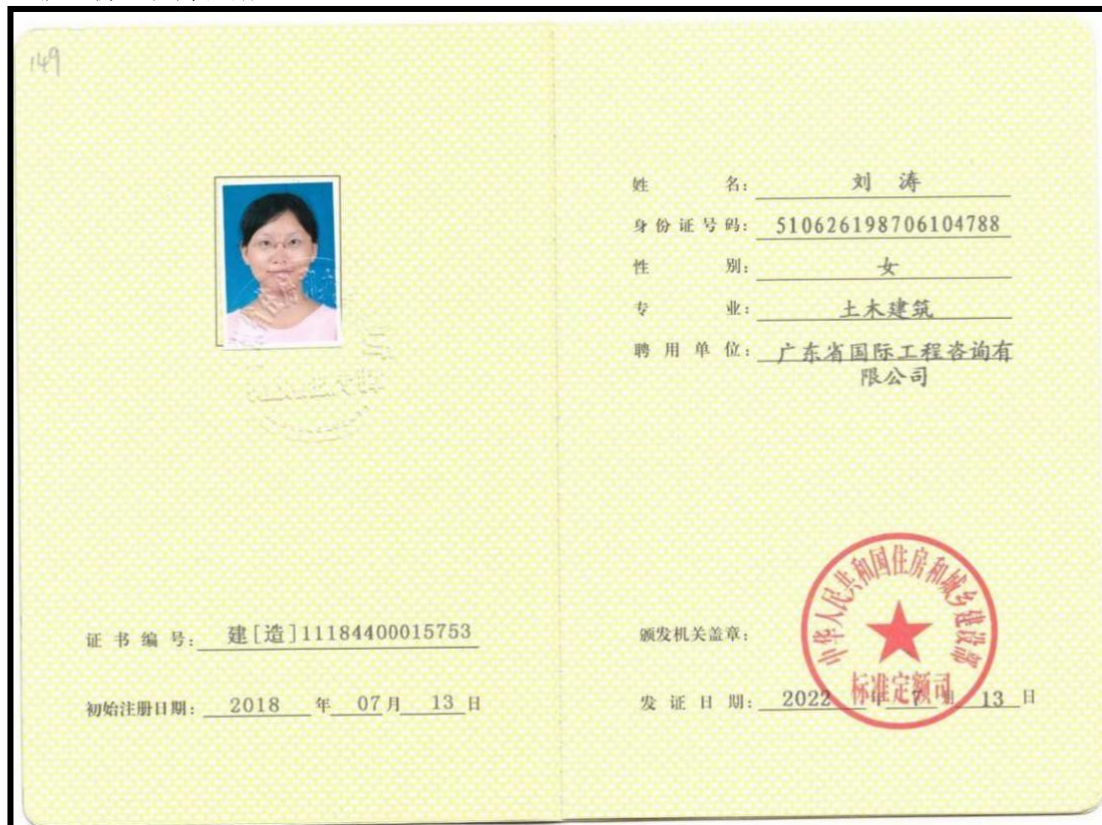 149
姓 名： 刘 涛
身份证号码： 510626198706104788
性 别： 女
专 业： 土木建筑
聘用单位： 广东省国际工程咨询有
限公司
证书编号： 建[造]11184400015753
初始注册日期： 2018 年 07 月 13 日
颁发机关盖章：
中华人民共和国住房和城乡建设部
标准定额司
发证日期： 2022 年 7 月 13 日